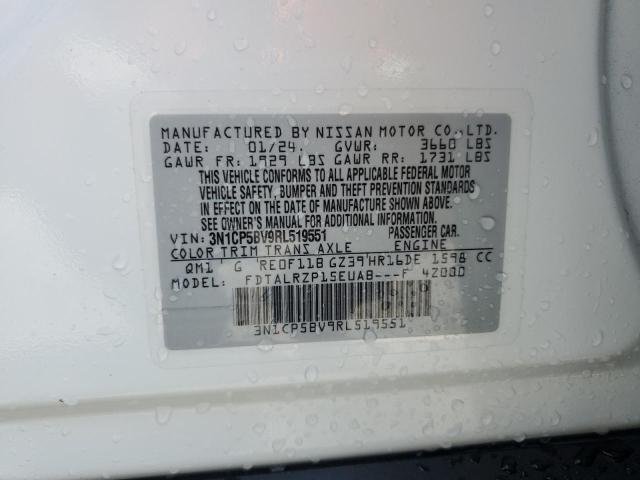 MANUFACTURED BY NISSAN MOTOR CO., LTD.
DATE: 01/24. GVWR: 3660 LBS
GAWR FR: 1929 LBS GAWR RR: 1731 LBS
THIS VEHICLE CONFORMS TO ALL APPLICABLE FEDERAL MOTOR
VEHICLE SAFETY, BUMPER AND THEFT PREVENTION STANDARDS
IN EFFECT ON THE DATE OF MANUFACTURE SHOWN ABOVE.
SEE OWNER'S MANUAL FOR ADDITIONAL INFORMATION.
VIN: 3N1CP5BV9RL519551 PASSENGER CAR.
COLOR TRIM TRANS AXLE ENGINE
QM1 G RE0F11B GZ39 HR16DE 1598 CC
MODEL FDTALRZP15EUAB---F 42000
3N1CP5BV9RL519551